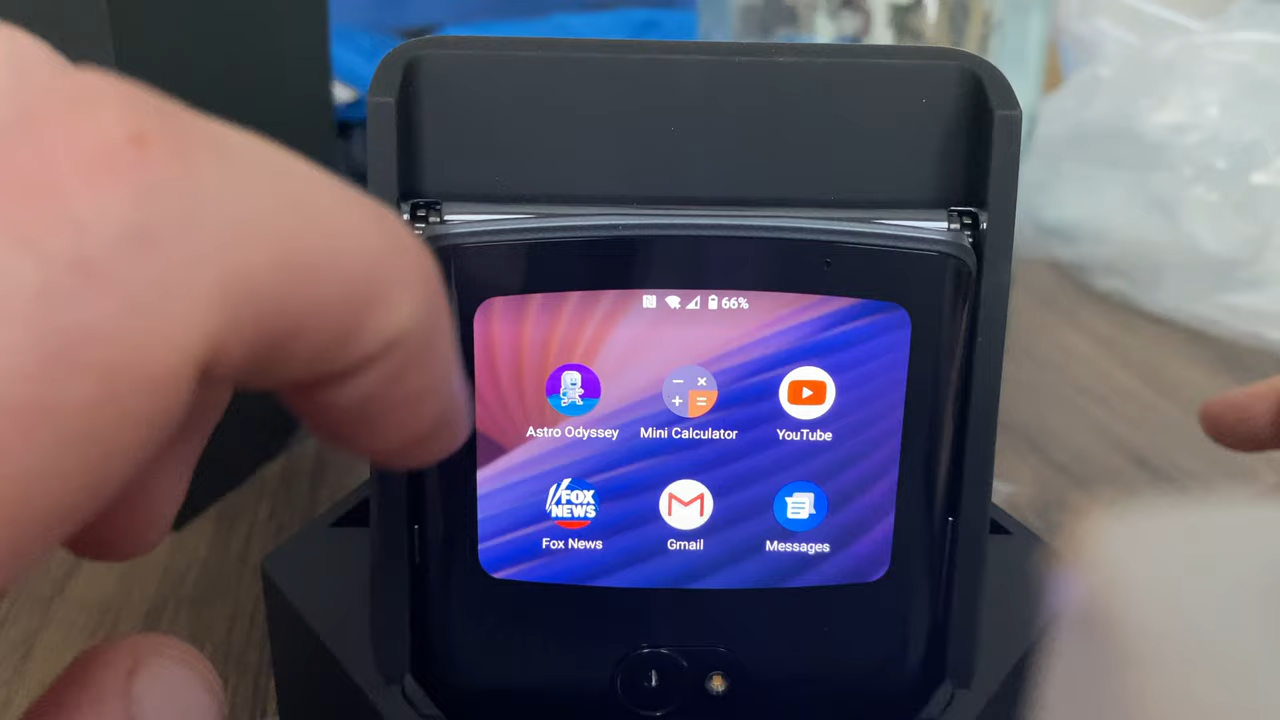 66%
Astro Odyssey
Mini Calculator
YouTube
FOX
NEWS
Fox News
Gmail
Messages